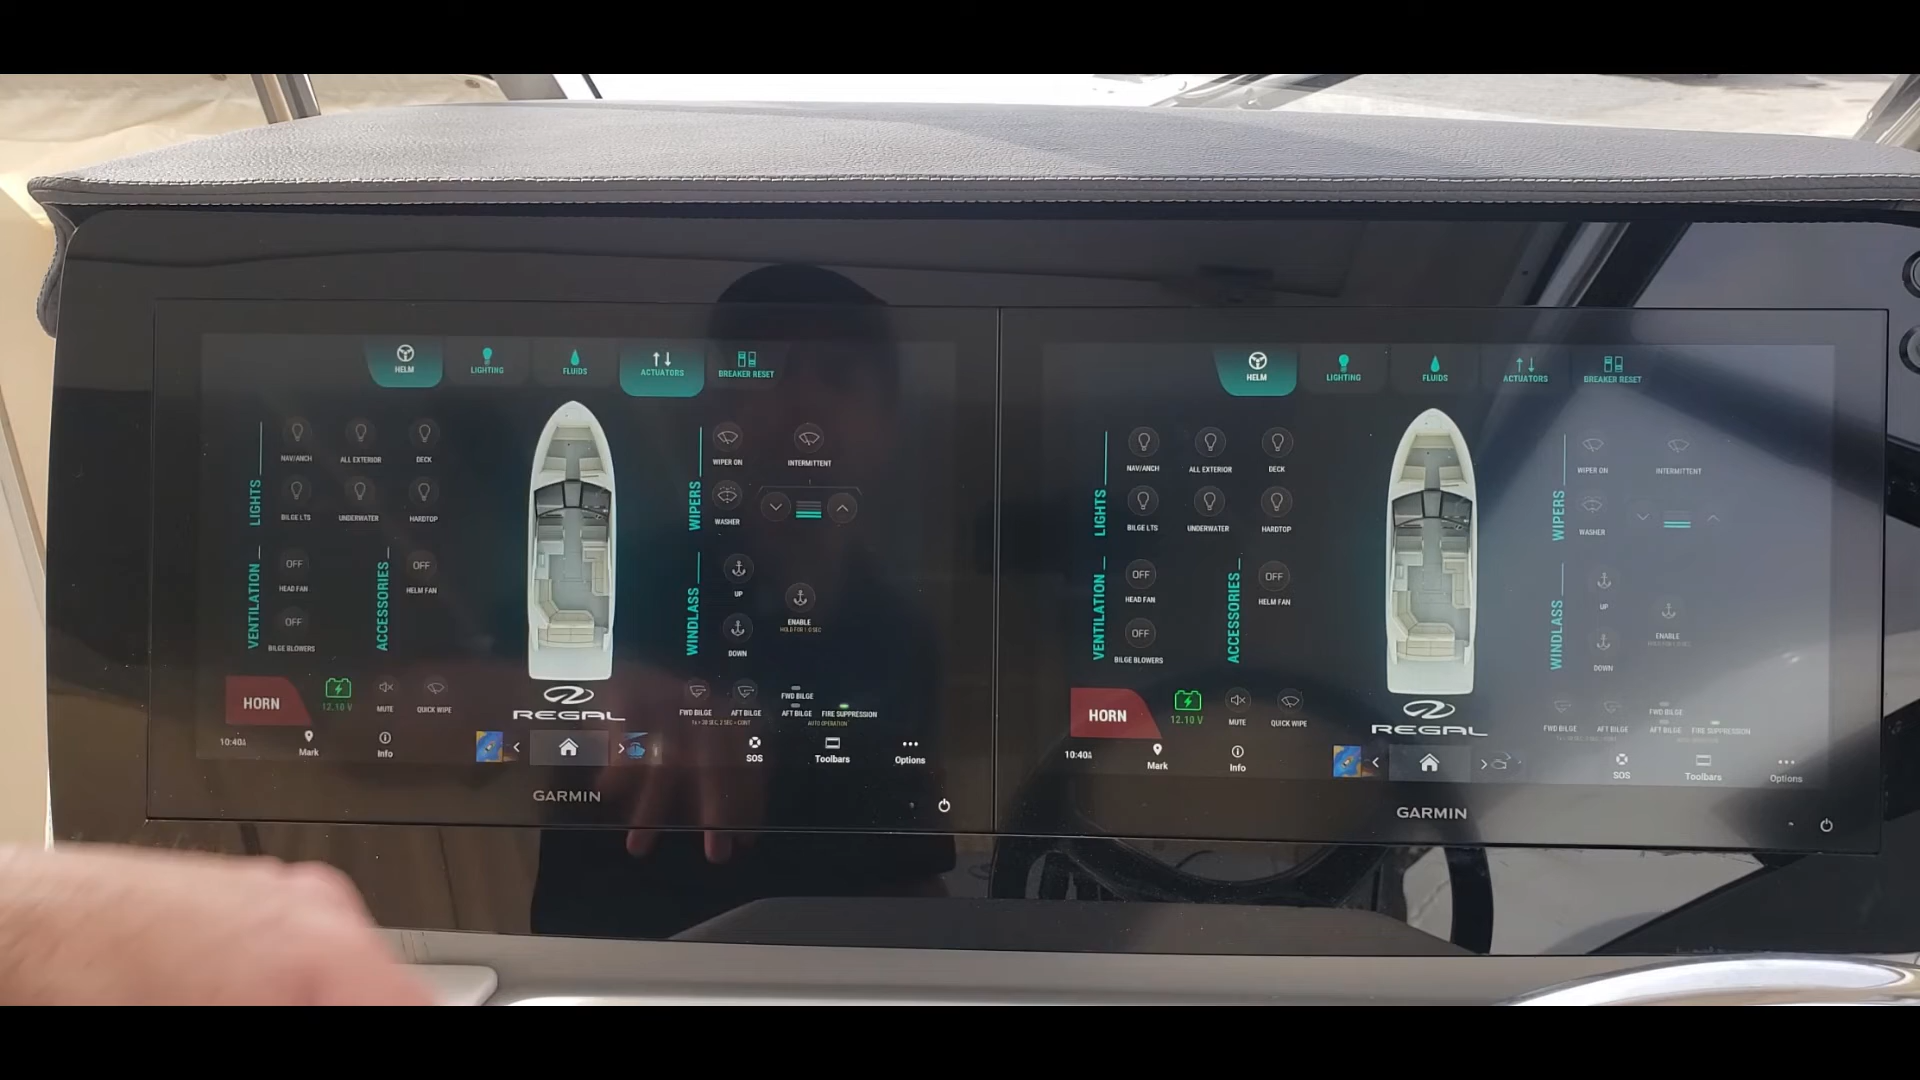 HELM
LIGHTING
FLUIDS
ACTUATORS
BREAKER RESET
LIGHTS
NAV/ANCH
ALL EXTERIOR
DECK
BILGE LTS
UNDERWATER
HARDTOP
VENTILATION
OFF
HEAD FAN
OFF
BILGE BLOWERS
ACCESSORIES
OFF
HELM FAN
WIPERS
WIPER ON
INTERMITTENT
WASHER
WINDLASS
UP
DOWN
ENABLE
HOLD FOR 1.0 SEC
HORN
12.10 V
MUTE
QUICK WIPE
REGAL
FWD BILGE
AFT BILGE
FWD BILGE
AFT BILGE
FIRE SUPPRESSION
AUTO OPERATION
10:40
Mark
Info
SOS
Toolbars
Options
GARMIN
HELM
LIGHTING
FLUIDS
ACTUATORS
BREAKER RESET
LIGHTS
NAV/ANCH
ALL EXTERIOR
DECK
BILGE LTS
UNDERWATER
HARDTOP
VENTILATION
OFF
HEAD FAN
OFF
BILGE BLOWERS
ACCESSORIES
OFF
HELM FAN
WIPERS
WIPER ON
INTERMITTENT
WASHER
WINDLASS
UP
DOWN
ENABLE
HORN
12.10 V
MUTE
QUICK WIPE
REGAL
FWD BILGE
AFT BILGE
FWD BILGE
AFT BILGE
FIRE SUPPRESSION
10:40
Mark
Info
SOS
Toolbars
Options
GARMIN